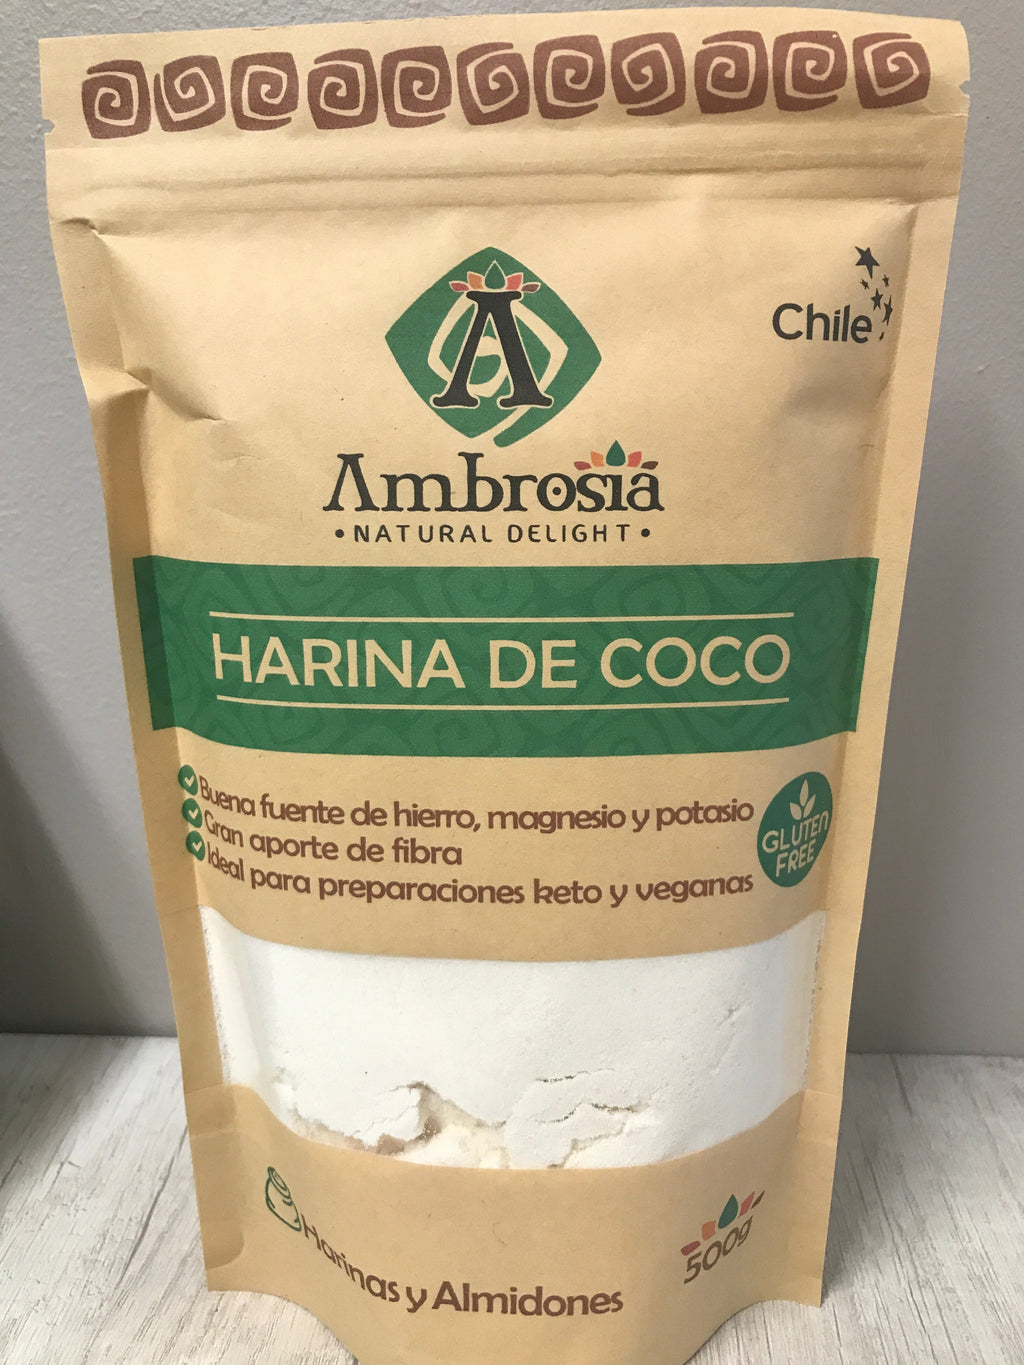 Chile
A
Ambrosia
• NATURAL DELIGHT •
HARINA DE COCO
Buena fuente de hierro, magnesio y potasio
Gran aporte de fibra
Ideal para preparaciones keto y veganas
GLUTEN
FREE
Harinas y Almidones
500g